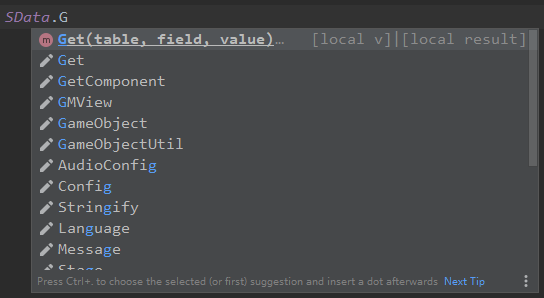 SData.G
m Get(table, field, value)… [local v]|[local result]
Get
GetComponent
GMView
GameObject
GameObjectUtil
AudioConfig
Config
Stringify
Language
Message
Stage
Press Ctrl+. to choose the selected (or first) suggestion and insert a dot afterwards Next Tip